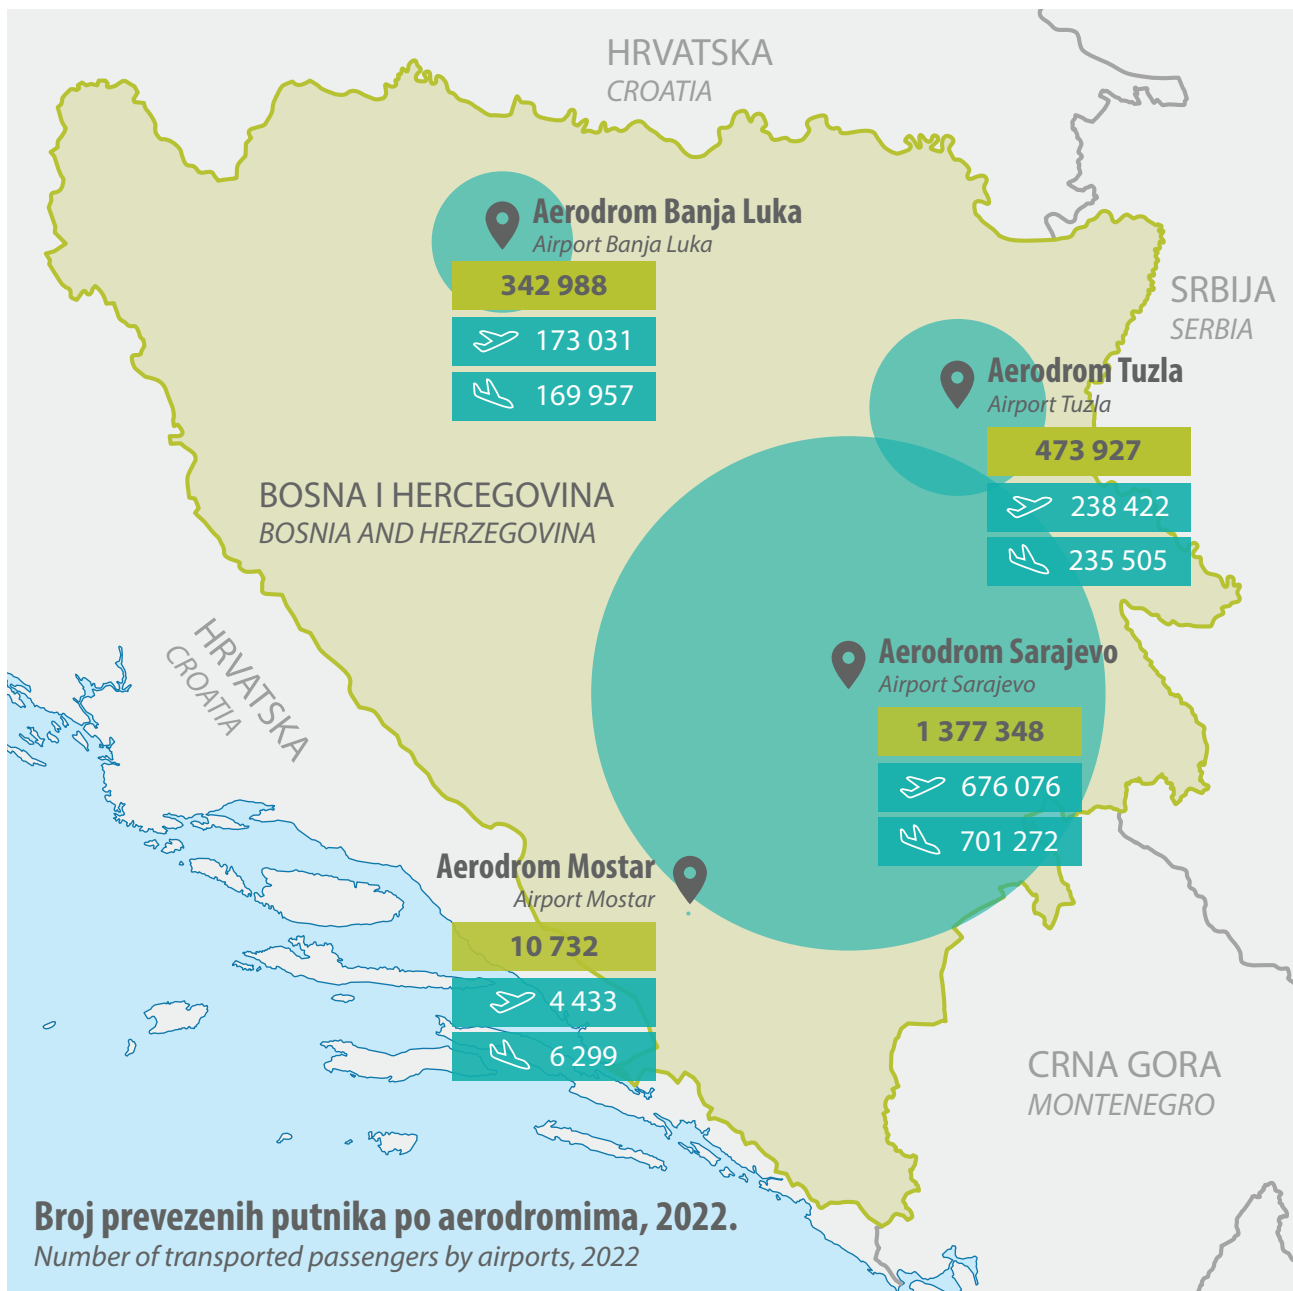 HRVATSKA
CROATIA
Aerodrom Banja Luka
Airport Banja Luka
342 988
173 031
169 957
SRBIJA
SERBIA
Aerodrom Tuzla
Airport Tuzla
473 927
238 422
235 505
BOSNA I HERCEGOVINA
BOSNIA AND HERZEGOVINA
HRVATSKA
CROATIA
Aerodrom Sarajevo
Airport Sarajevo
1 377 348
676 076
701 272
Aerodrom Mostar
Airport Mostar
10 732
4 433
6 299
CRNA GORA
MONTENEGRO
Broj prevezenih putnika po aerodromima, 2022.
Number of transported passengers by airports, 2022